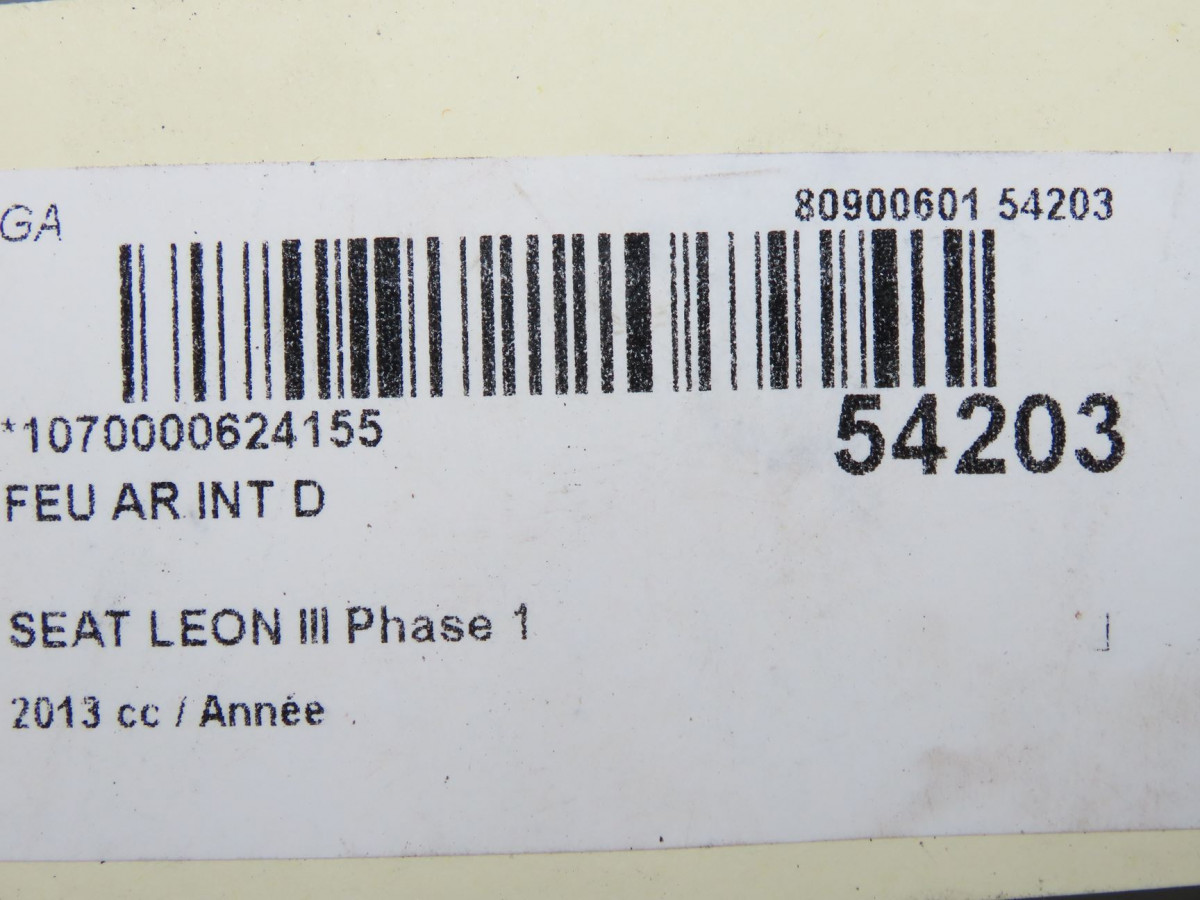 GA
80900601 54203
*1070000624155
54203
FEU AR INT D
SEAT LEON III Phase 1
2013 cc / Année